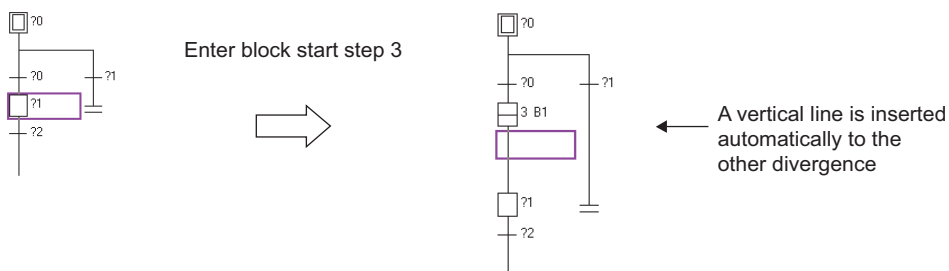 ?0
?0
?1
?1
?2
Enter block start step 3
?0
?0
?1
3 B1
?1
?2
A vertical line is inserted
automatically to the
other divergence